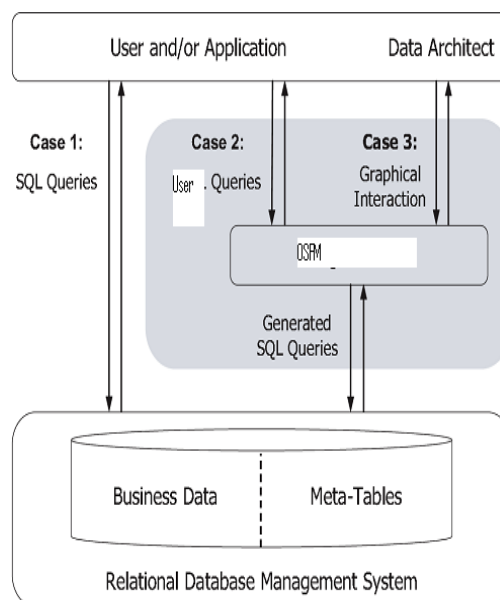 User and/or Application
Data Architect
Case 1:
SQL Queries
Case 2:
User . Queries
Case 3:
Graphical
Interaction
OSPM
Generated
SQL Queries
Business Data
Meta-Tables
Relational Database Management System